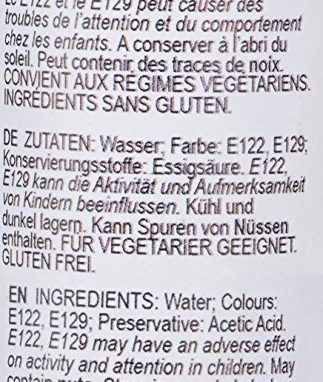 E122 et le E129 peut causer des
troubles de l'attention et du comportement
chez les enfants. A conserver à l'abri du
soleil. Peut contenir des traces de noix.
CONVIENT AUX RÉGIMES VÉGÉTARIENS.
INGRÉDIENTS SANS GLUTEN.
DE ZUTATEN: Wasser; Farbe: E122, E129;
Konservierungsstoffe: Essigsäure. E122,
E129 kann die Aktivität und Aufmerksamkeit
von Kindern beeinflussen. Kühl und
dunkel lagern. Kann Spuren von Nüssen
enthalten. FÜR VEGETARIER GEEIGNET.
GLUTEN FREI.
EN INGREDIENTS: Water; Colours:
E122, E129; Preservative: Acetic Acid.
E122, E129 may have an adverse effect
on activity and attention in children. May
contain nuts.